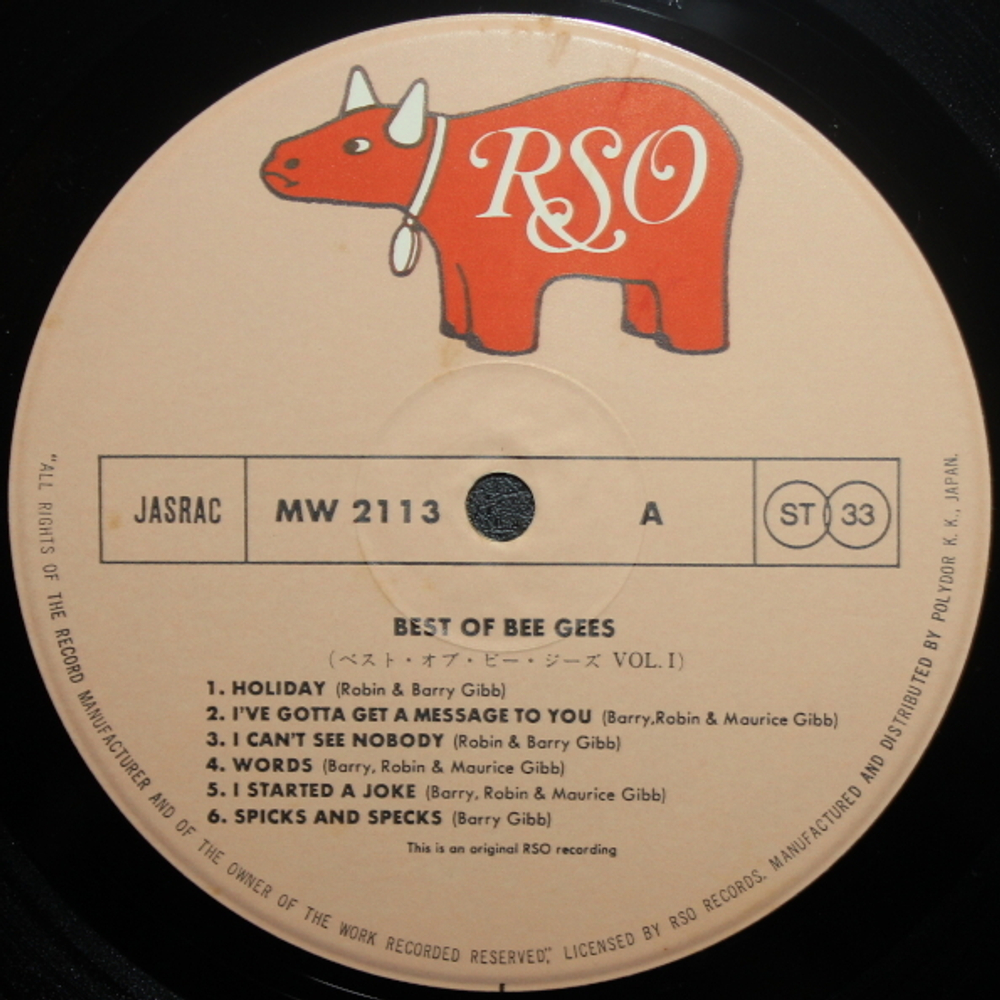 RSO
JASRAC MW 2113 A ST 33
BEST OF BEE GEES
(ベスト・オブ・ビー・ジーズ VOL. I)
1. HOLIDAY (Robin & Barry Gibb)
2. I'VE GOTTA GET A MESSAGE TO YOU (Barry,Robin & Maurice Gibb)
3. I CAN'T SEE NOBODY (Robin & Barry Gibb)
4. WORDS (Barry, Robin & Maurice Gibb)
5. I STARTED A JOKE (Barry, Robin & Maurice Gibb)
6. SPICKS AND SPECKS (Barry Gibb)
This is an original RSO recording
"ALL RIGHTS OF THE RECORD MANUFACTURER AND OF THE OWNER OF THE WORK RECORDED RESERVED", LICENSED BY RSO RECORDS. MANUFACTURED AND DISTRIBUTED BY POLYDOR K. K., JAPAN.